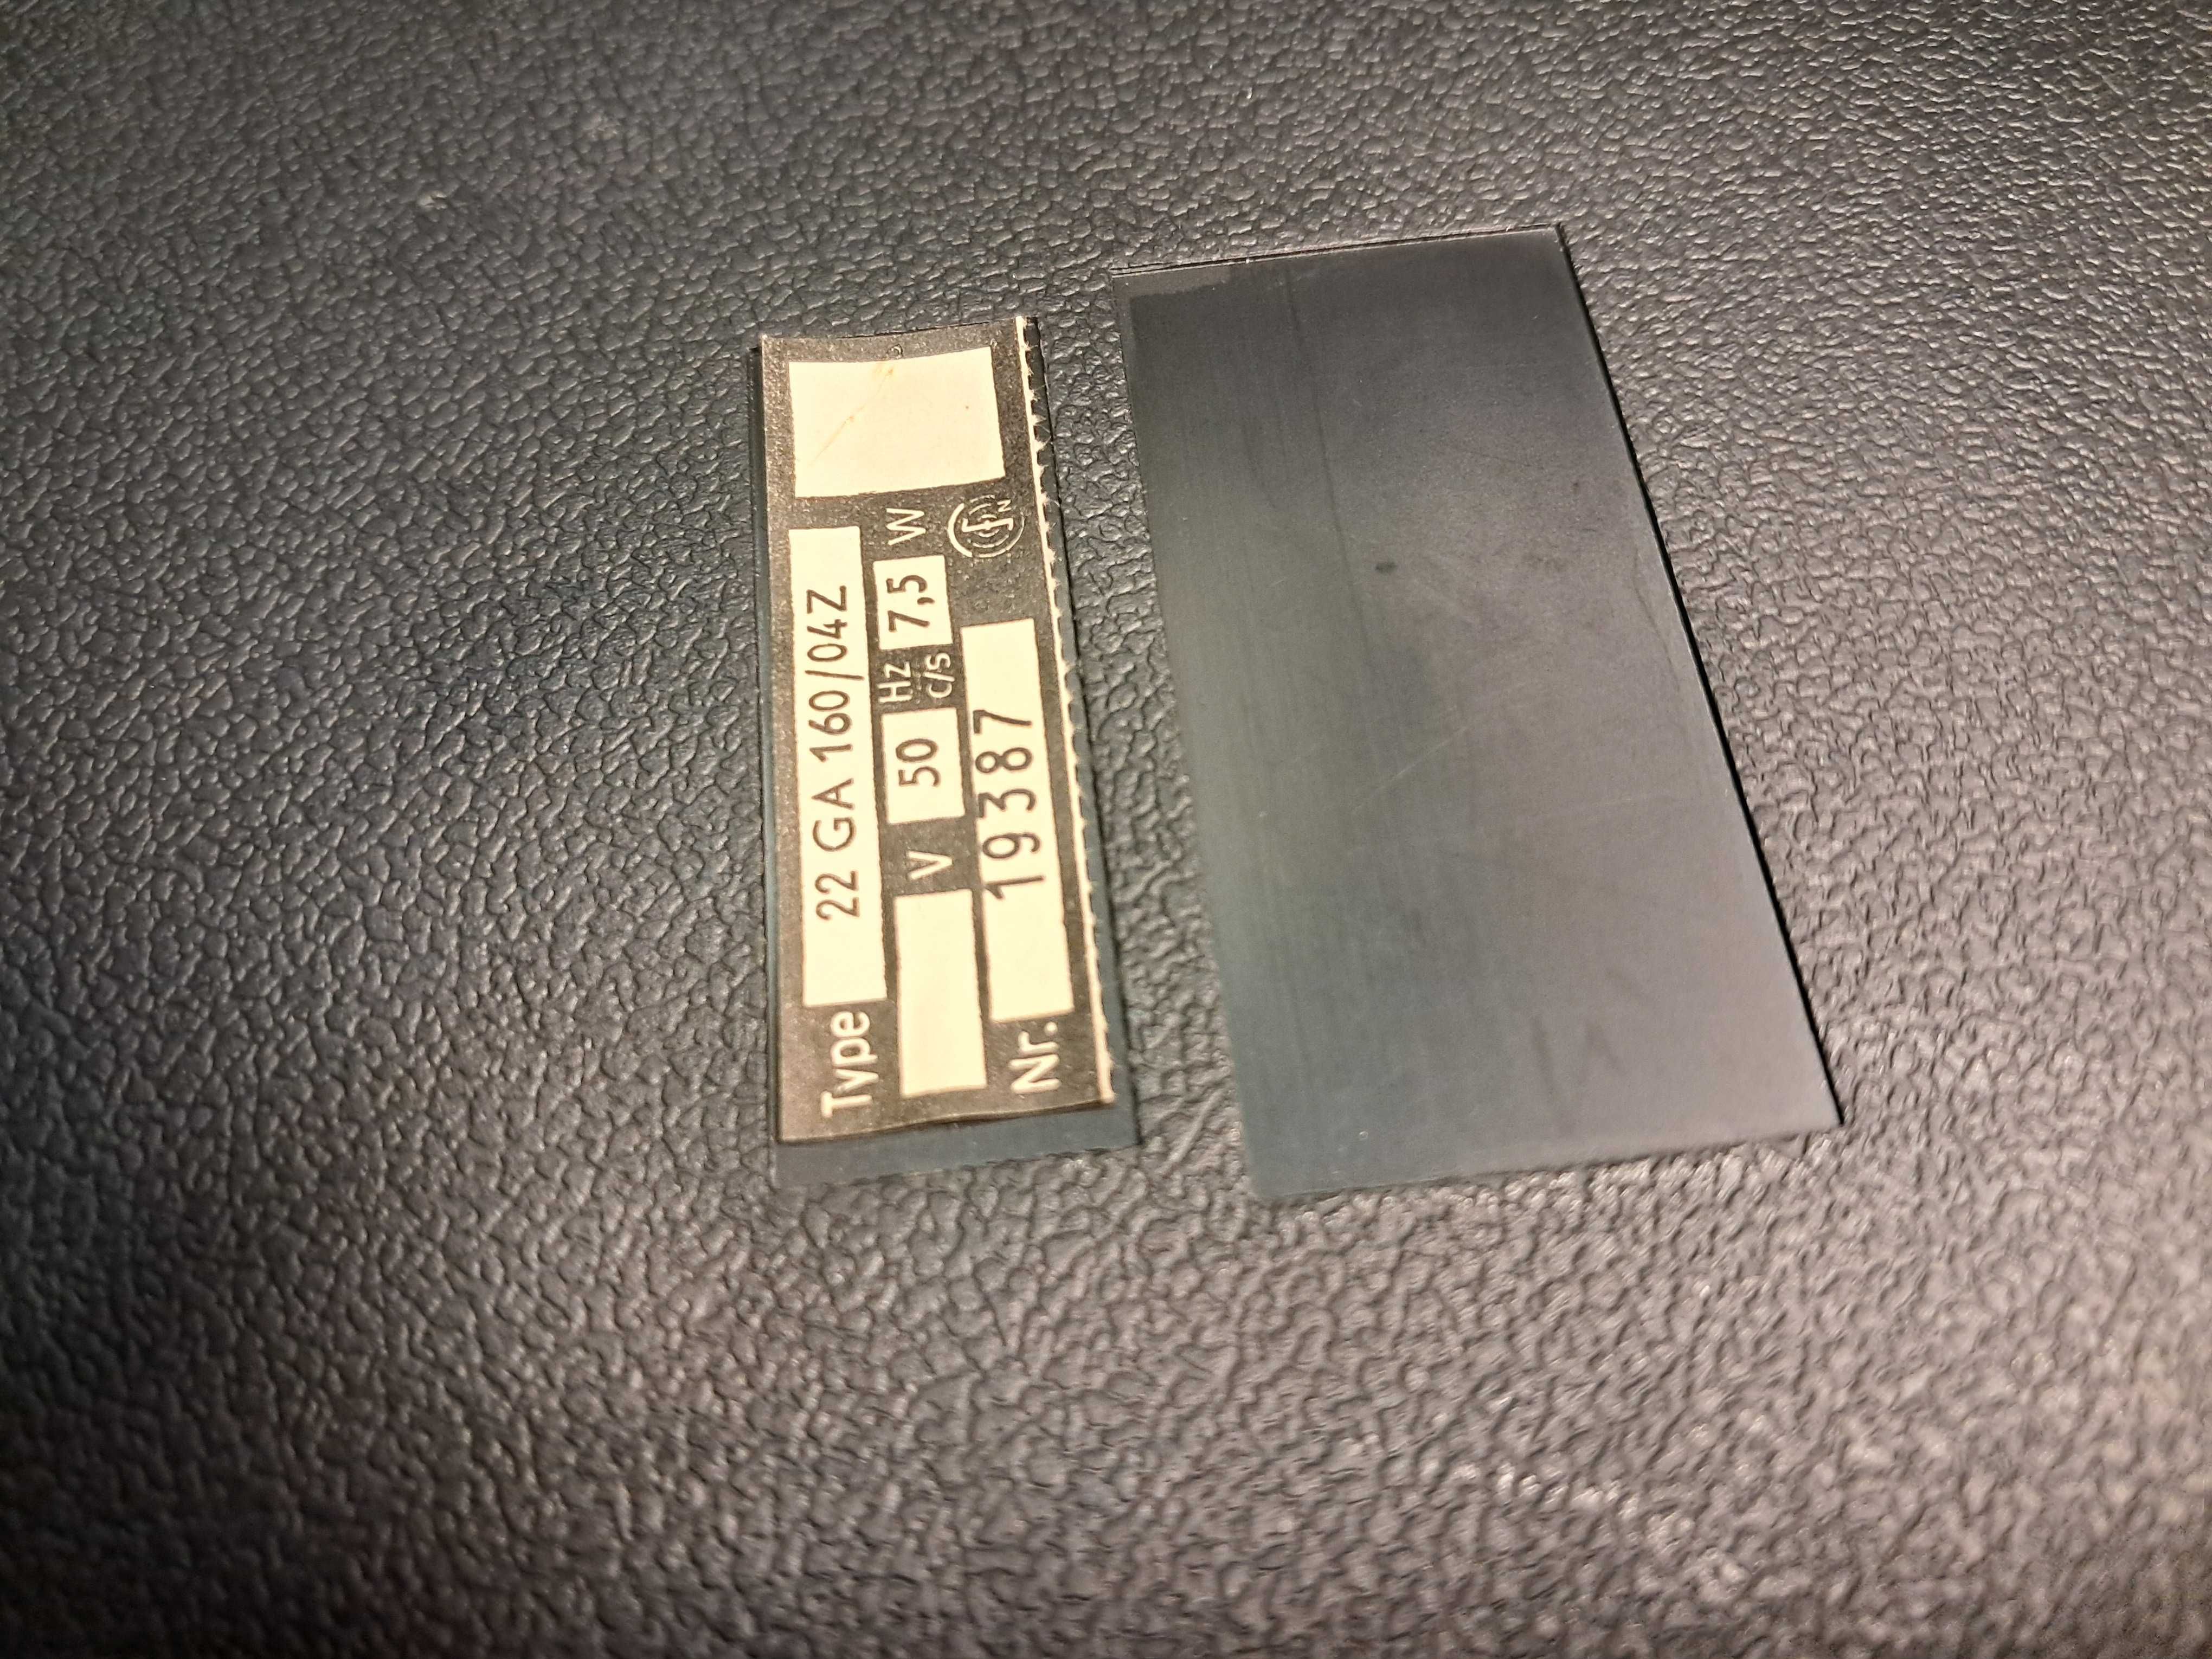 Type 22 GA 160/04Z
V 50 Hz c/s 7,5 W
Nr. 19387